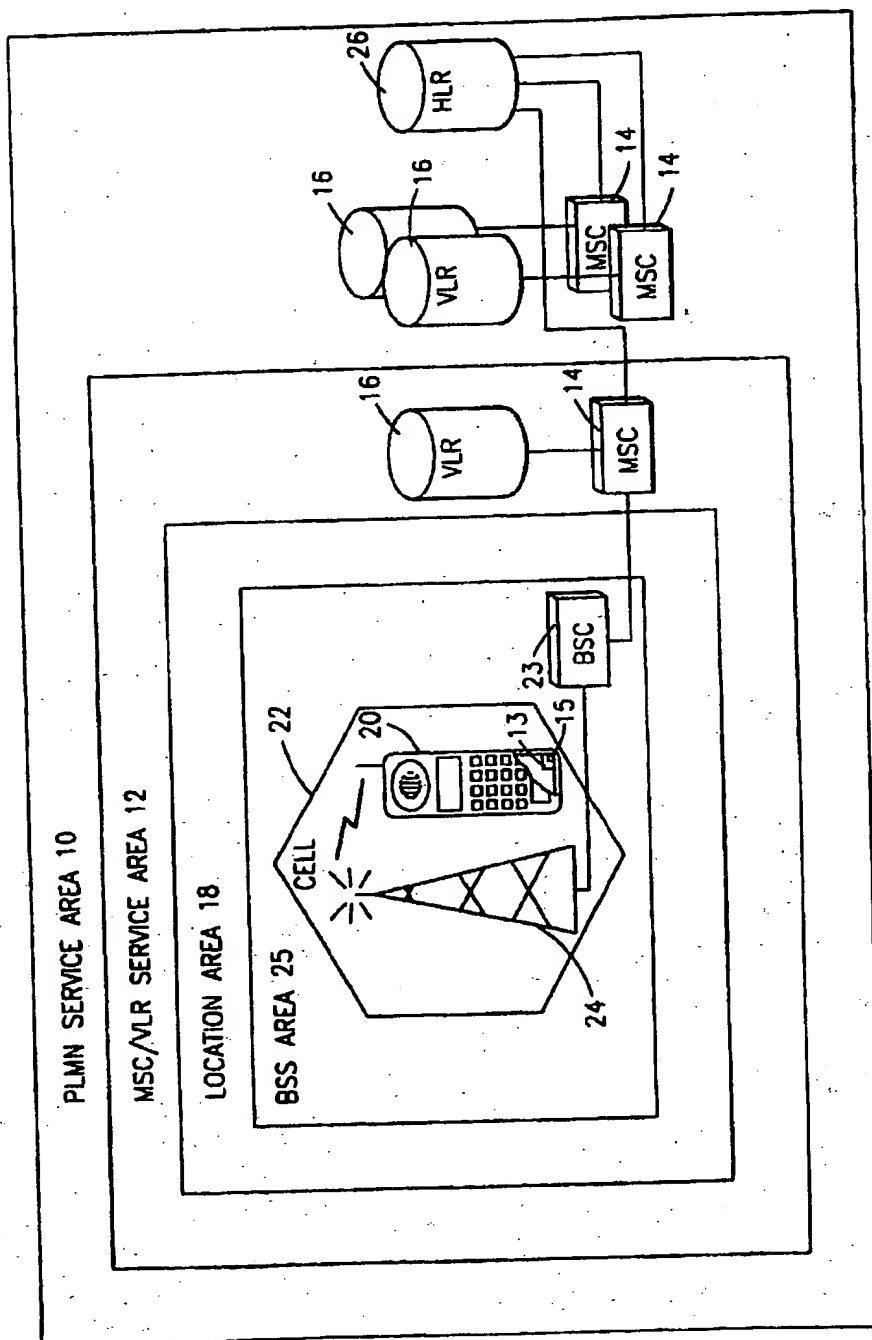 PLMN SERVICE AREA 10
MSC/VLR SERVICE AREA 12
LOCATION AREA 18
BSS AREA 25
CELL
22
20
13
15
24
23
BSC
16
VLR
14
MSC
16
16
VLR
14
MSC
14
MSC
26
HLR